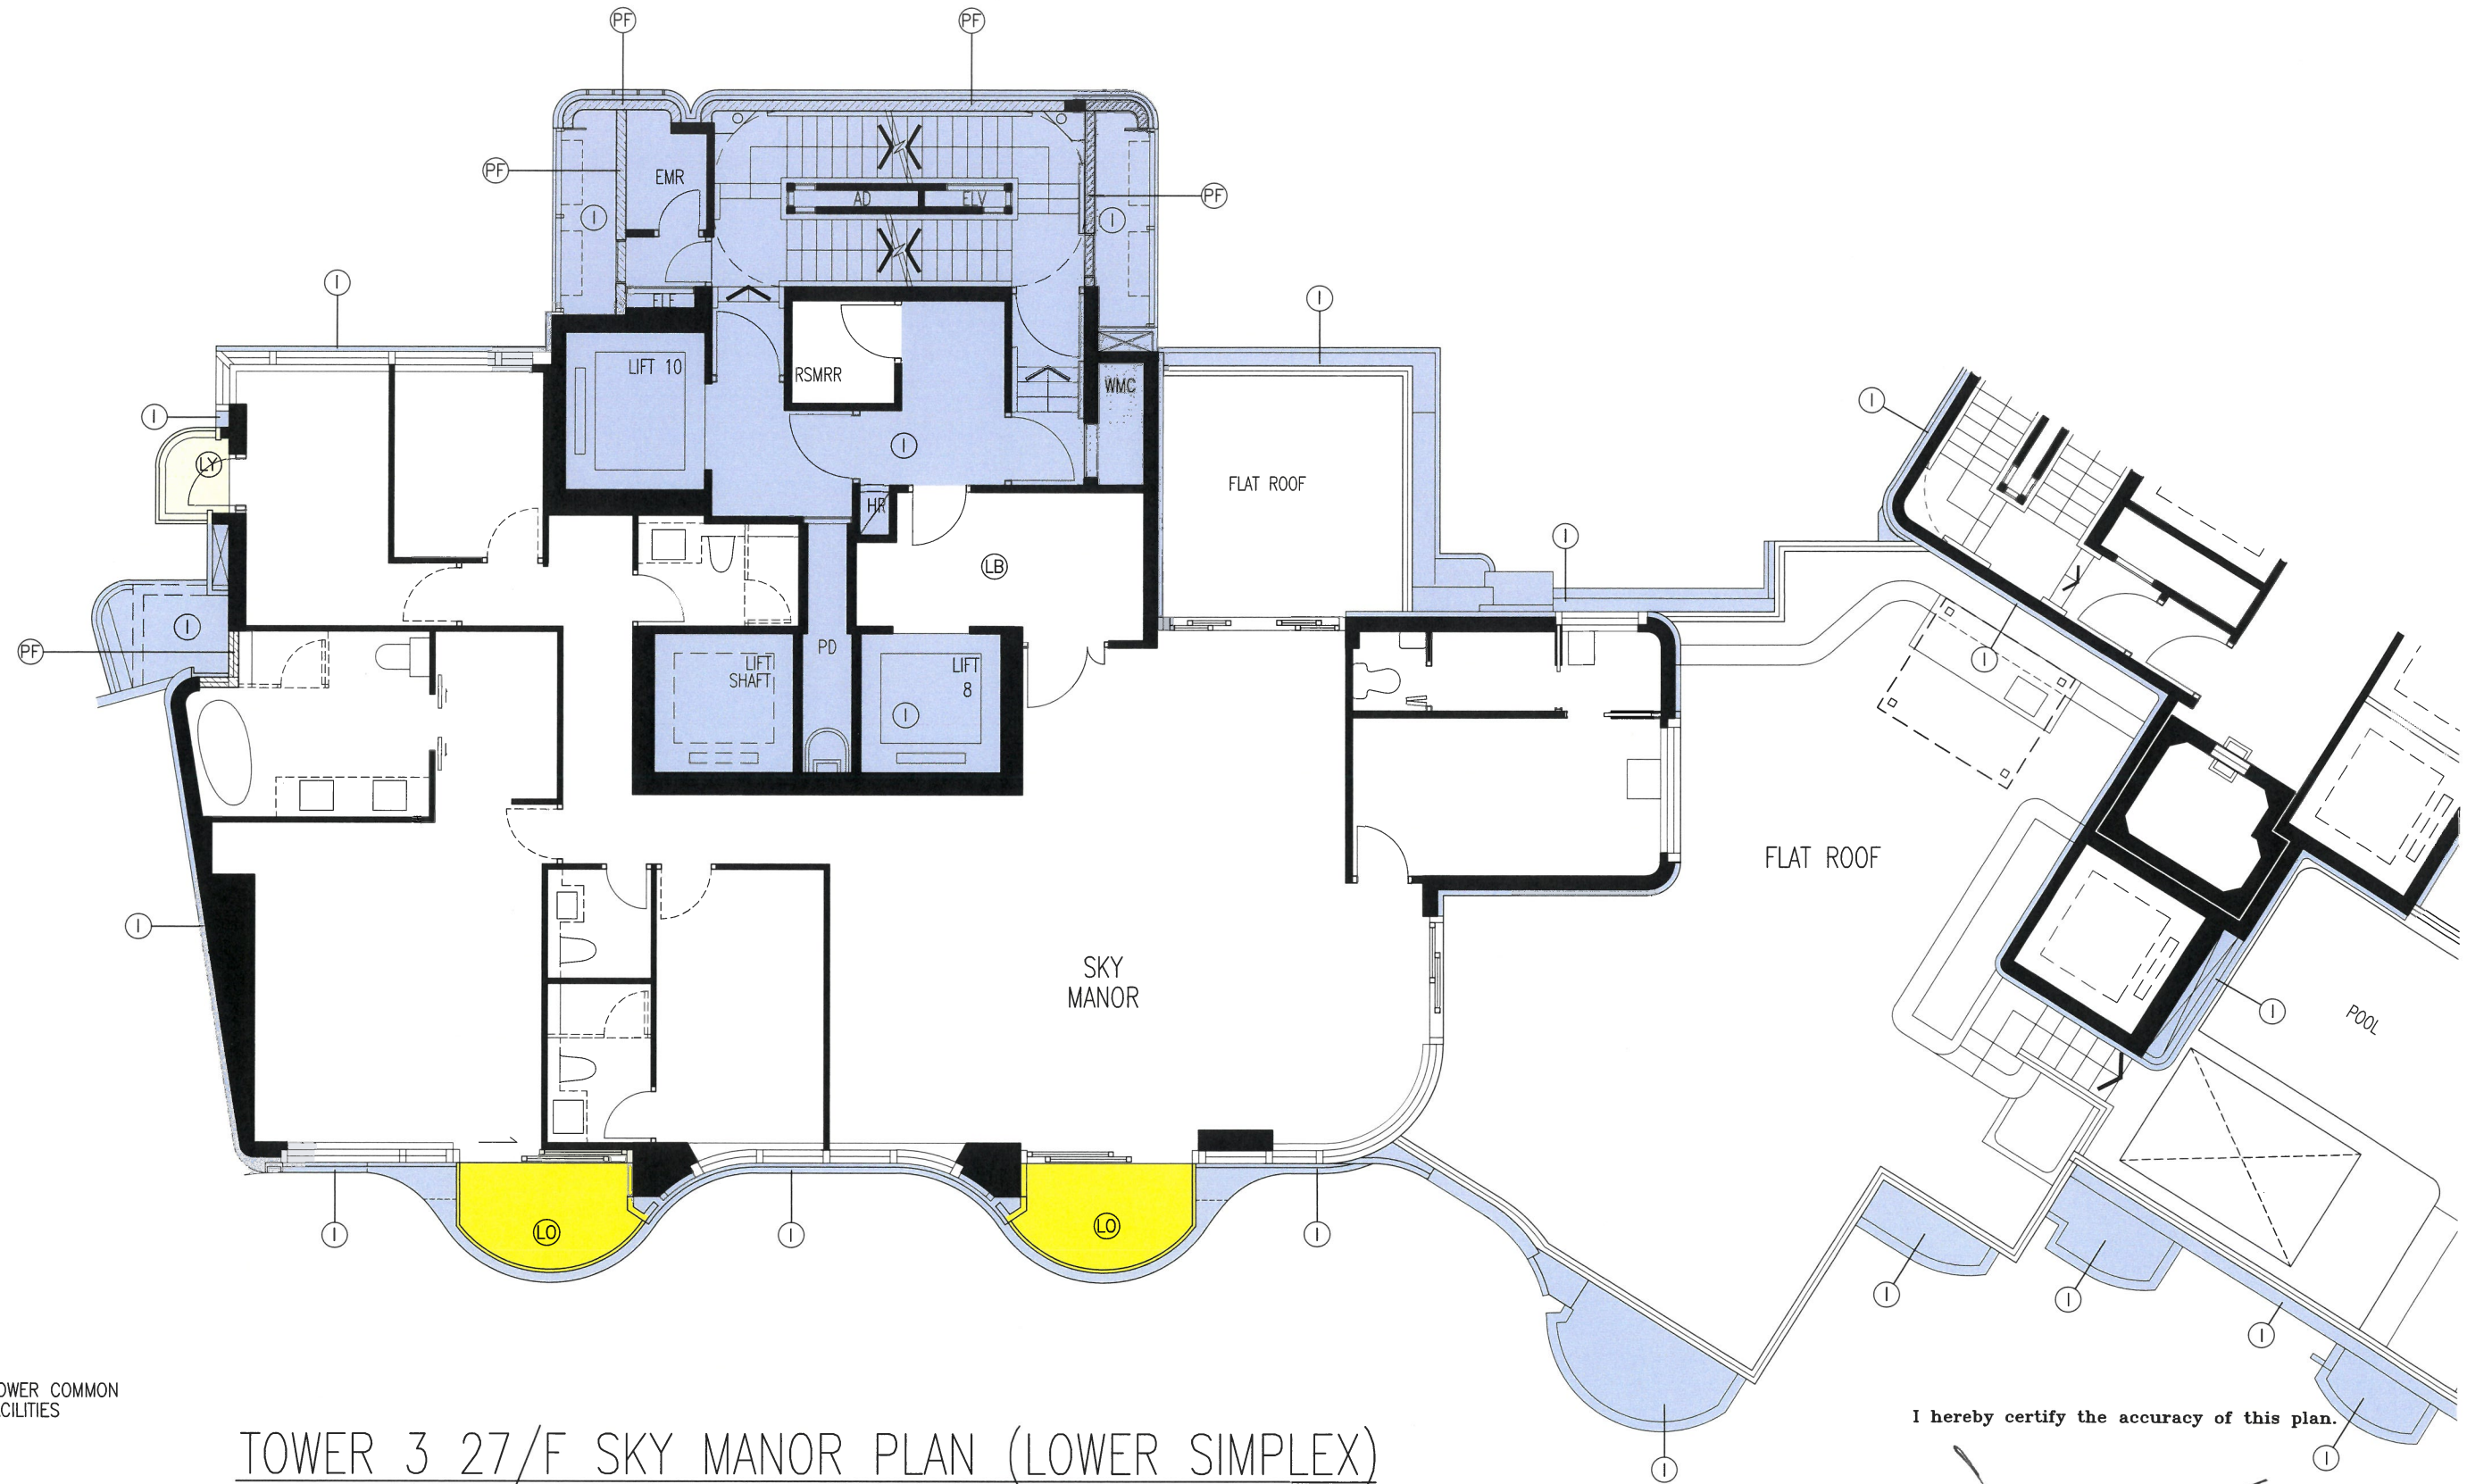 PF
PF
EMR
PF
AD
ELV
PF
I
I
I
ELE
I
LIFT 10
RSMRR
WMC
I
I
I
LY
FLAT ROOF
HR
I
LB
I
PF
PD
LIFT
SHAFT
LIFT
8
I
I
FLAT ROOF
I
SKY
MANOR
I
POOL
LO
LO
I
I
I
I
I
I
OWER COMMON
CILITIES
I hereby certify the accuracy of this plan.
TOWER 3 27/F SKY MANOR PLAN (LOWER SIMPLEX)
I
I